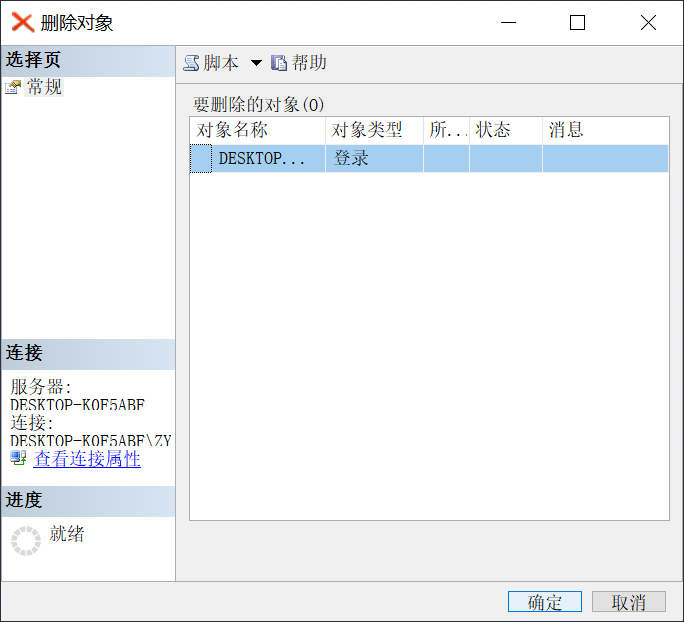 删除对象
选择页
常规
脚本 帮助
要删除的对象(O)
对象名称 对象类型 所... 状态 消息
DESKTOP... 登录
连接
服务器:
DESKTOP-K0F5ABF
连接:
DESKTOP-K0F5ABF\ZY
查看连接属性
进度
就绪
确定 取消